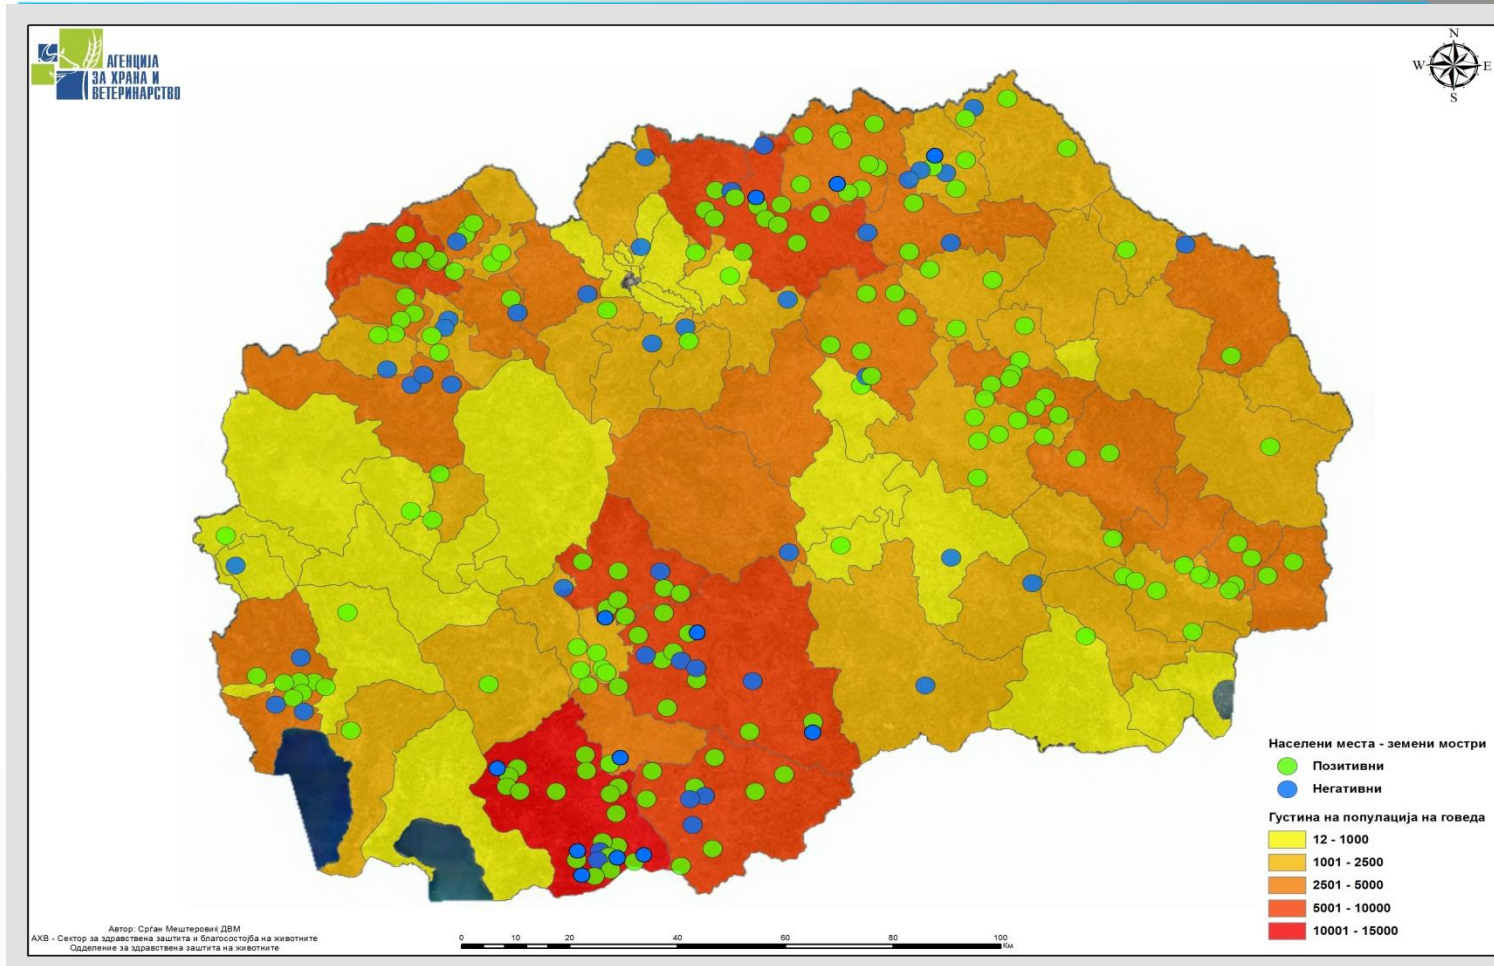 АГЕНЦИЈА
ЗА ХРАНА И
ВЕТЕРИНАРСТВО
N
W E
S
Населени места - земени мостри
Позитивни
Негативни
Густина на популација на говеда
12 - 1000
1001 - 2500
2501 - 5000
5001 - 10000
10001 - 15000
Автор: Срѓан Мештеровиќ ДВМ
АХВ - Сектор за здравствена заштита и благосостојба на животните
Одделение за здравствена заштита на животните
0 10 20 40 60 80 100
Км